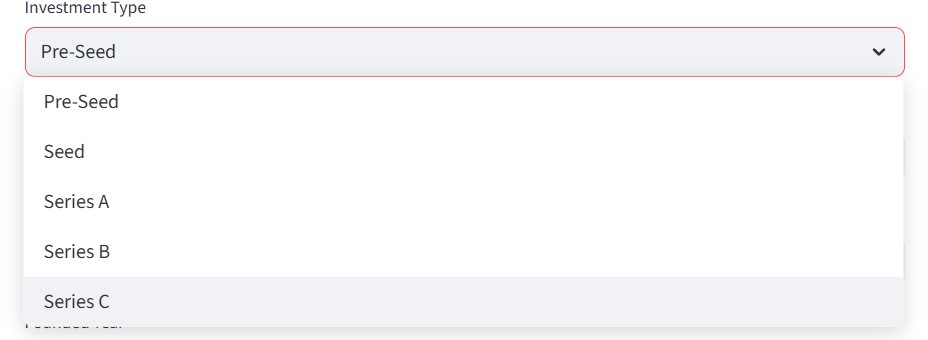 Investment Type
Pre-Seed
Pre-Seed
Seed
Series A
Series B
Series C